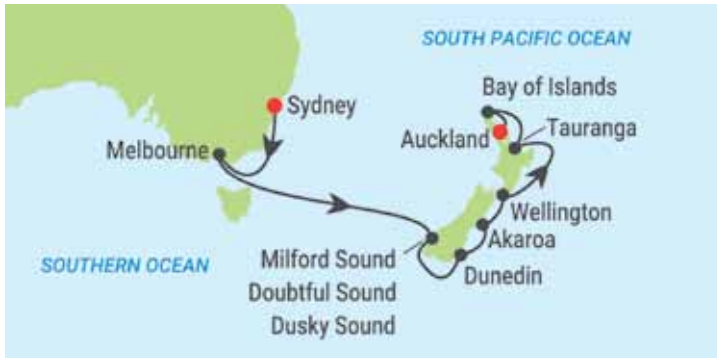 SOUTH PACIFIC OCEAN
Bay of Islands
Sydney
Auckland
Tauranga
Melbourne
Wellington
Akaroa
Milford Sound
Doubtful Sound
Dusky Sound
Dunedin
SOUTHERN OCEAN